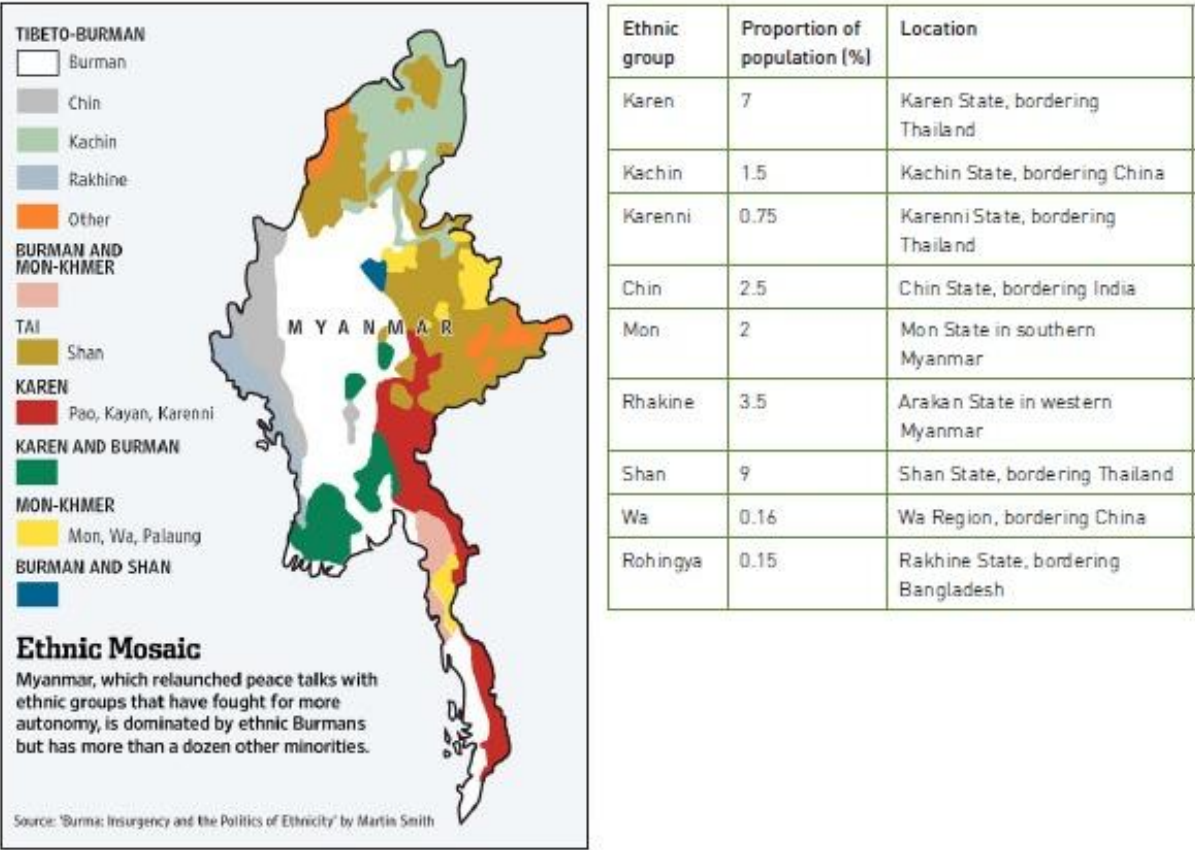 TIBETO-BURMAN
Burman
Chin
Kachin
Rakhine
Other
BURMAN AND
MON-KHMER
TAI
Shan
KAREN
Pao, Kayan, Karenni
KAREN AND BURMAN
MON-KHMER
Mon, Wa, Palaung
BURMAN AND SHAN
MYANMAR
Ethnic Mosaic
Myanmar, which relaunched peace talks with
ethnic groups that have fought for more
autonomy, is dominated by ethnic Burmans
but has more than a dozen other minorities.
Source: 'Burma: Insurgency and the Politics of Ethnicity' by Martin Smith
Ethnic
group
Proportion of
population (%)
Location
Karen
7
Karen State, bordering
Thailand
Kachin
1.5
Kachin State, bordering China
Karenni
0.75
Karenni State, bordering
Thailand
Chin
2.5
Chin State, bordering India
Mon
2
Mon State in southern
Myanmar
Rhakine
3.5
Arakan State in western
Myanmar
Shan
9
Shan State, bordering Thailand
Wa
0.16
Wa Region, bordering China
Rohingya
0.15
Rakhine State, bordering
Bangladesh